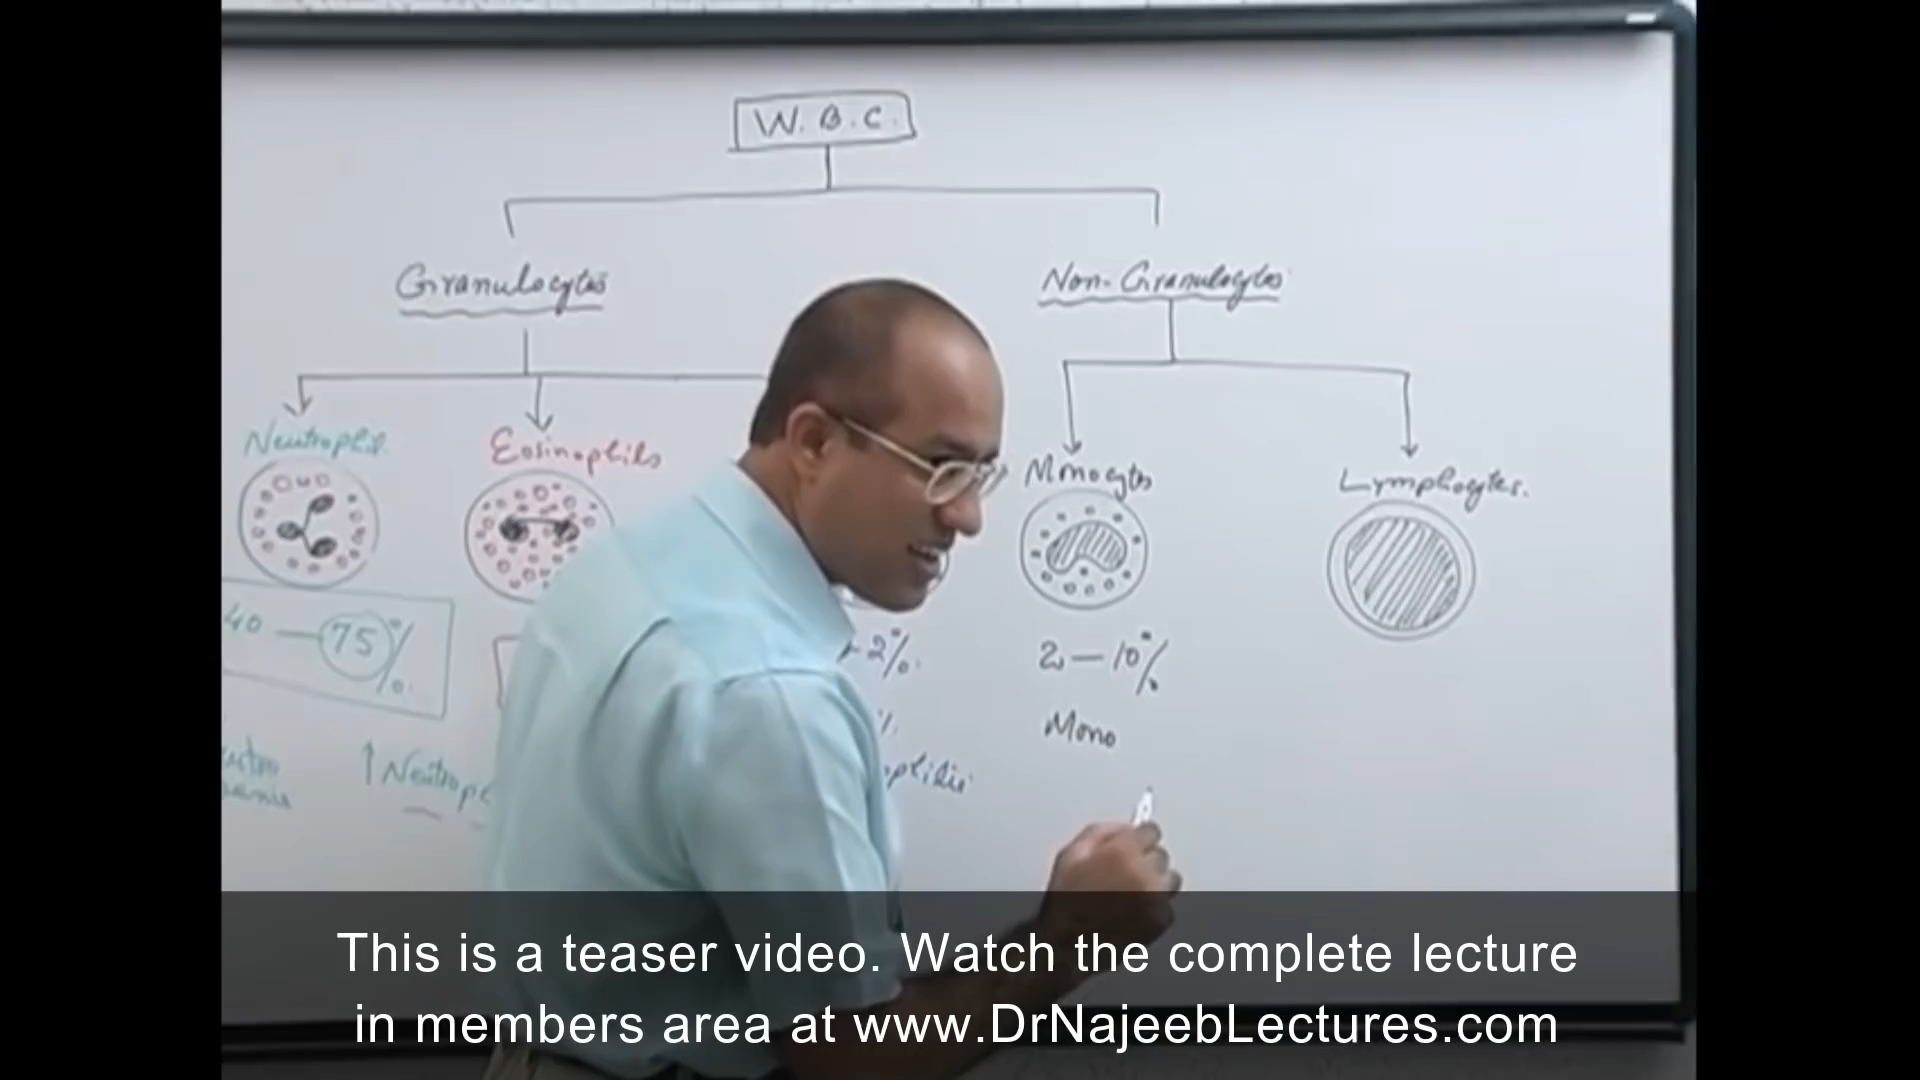 W.B.C.
Granulocytes
Non-Granulocytes
Neutrophil
Eosinophils
Monocytes
Lymphocytes.
40 — 75%
2%.
2 — 10%
%.
Mono
↑ Neutrop
This is a teaser video. Watch the complete lecture
in members area at www.DrNajeebLectures.com